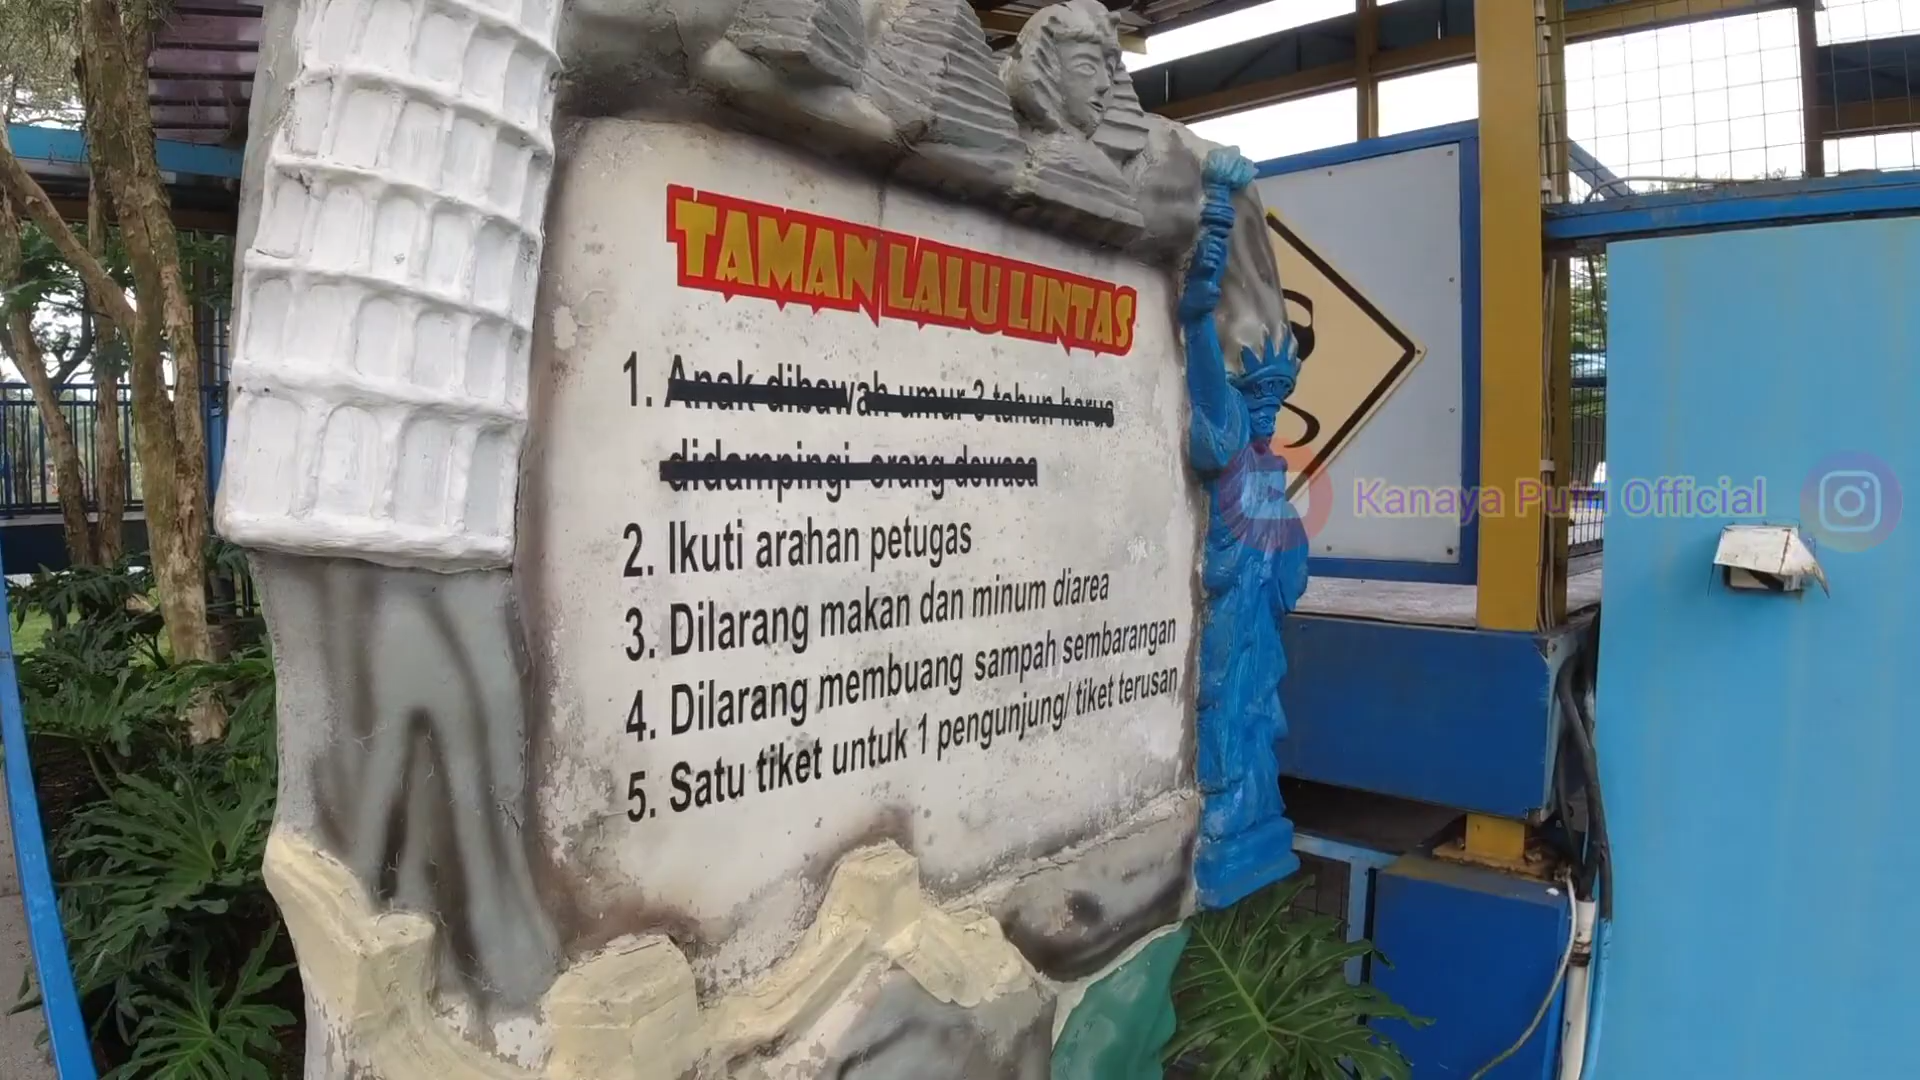 TAMAN LALU LINTAS
1. Anak dibawah umur 3 tahun harus
didampingi orang dewasa
2. Ikuti arahan petugas
3. Dilarang makan dan minum diarea
4. Dilarang membuang sampah sembarangan
5. Satu tiket untuk 1 pengunjung/ tiket terusan
Kanaya Putri Official